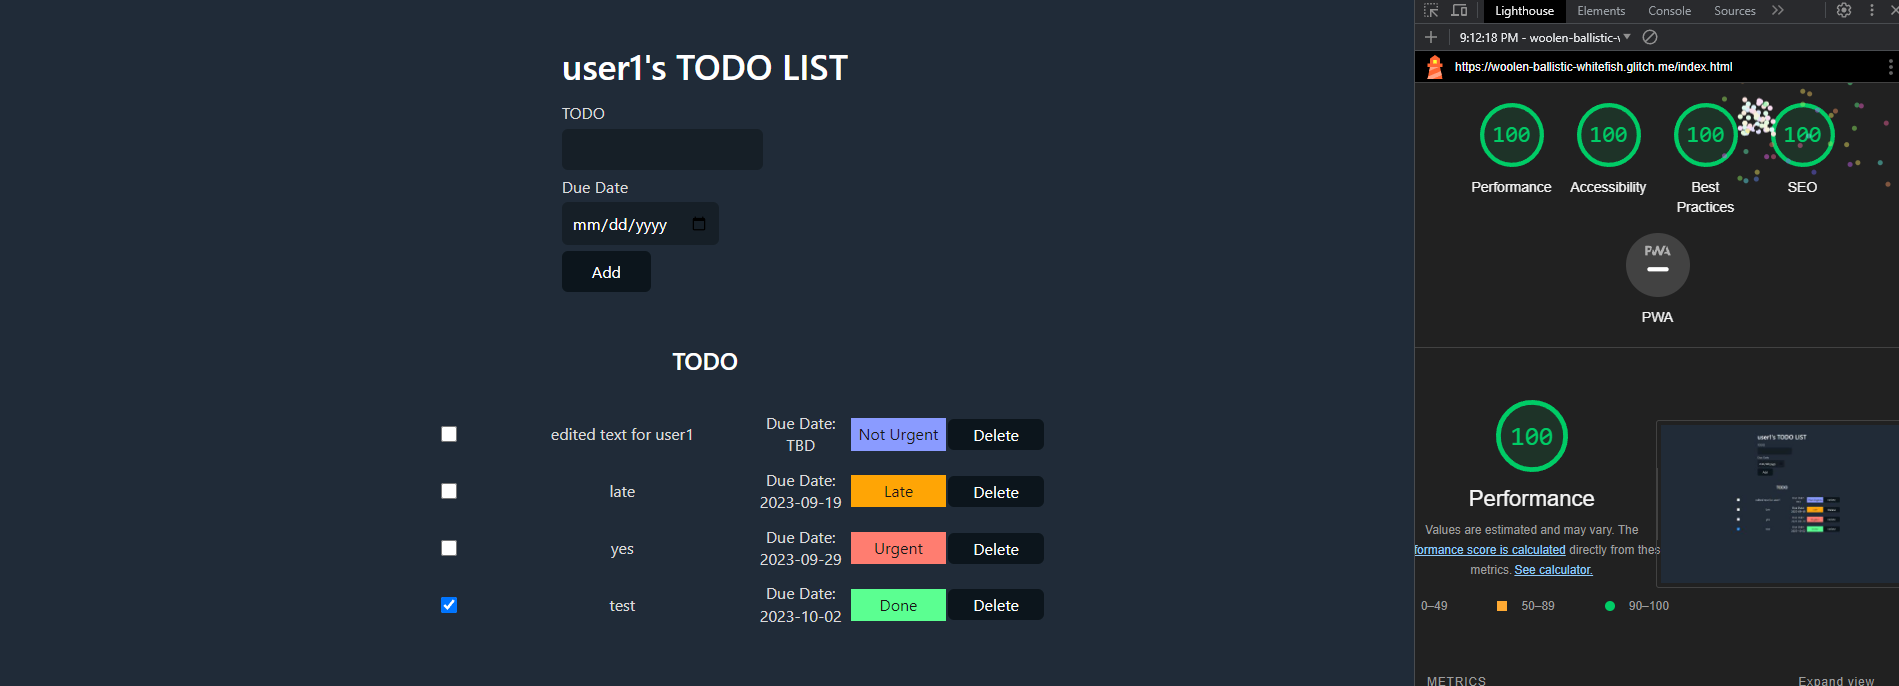 user1's TODO LIST
TODO
Due Date
mm/dd/yyyy
Add
TODO
edited text for user1
Due Date:
TBD
Not Urgent
Delete
late
Due Date:
2023-09-19
Late
Delete
yes
Due Date:
2023-09-29
Urgent
Delete
test
Due Date:
2023-10-02
Done
Delete
Lighthouse Elements Console Sources
9:12:18 PM - woolen-ballistic-
https://woolen-ballistic-whitefish.glitch.me/index.html
100 100 100 100
Performance Accessibility Best Practices SEO
PWA
PWA
100
Performance
Values are estimated and may vary. The
formance score is calculated directly from thes
metrics. See calculator.
0–49 50–89 90–100
METRICS Expand view
user1's TODO LIST
TODO